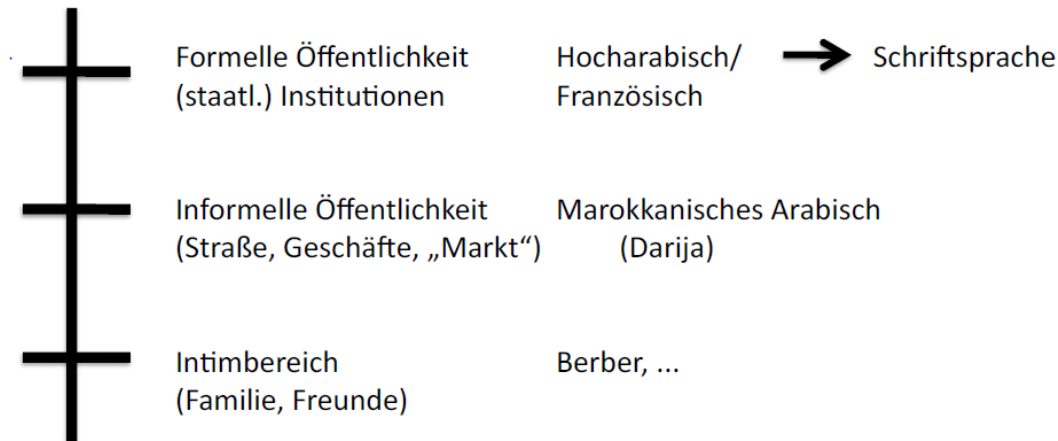 Formelle Öffentlichkeit Hocharabisch/ Schriftsprache
(staatl.) Institutionen Französisch
Informelle Öffentlichkeit Marokkanisches Arabisch
(Straße, Geschäfte, „Markt“) (Darija)
Intimbereich Berber, ...
(Familie, Freunde)